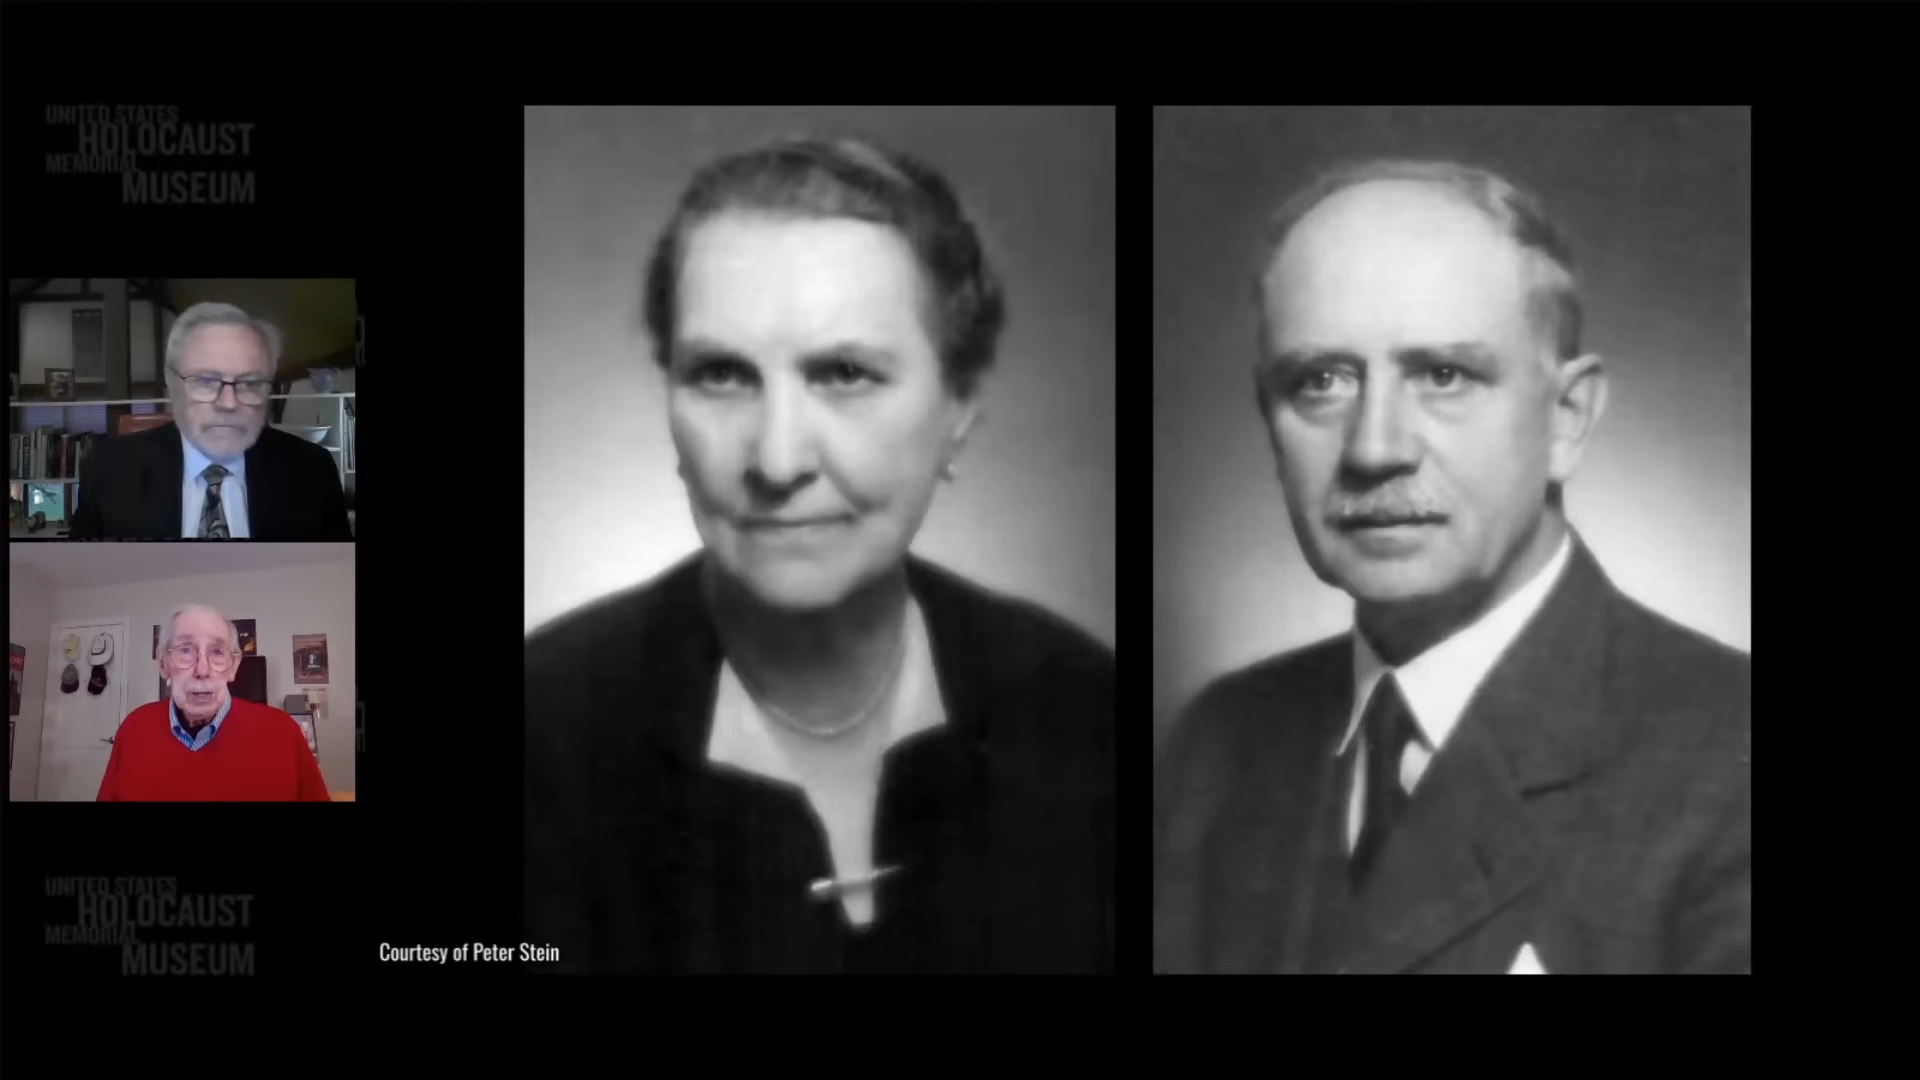 UNITED STATES
HOLOCAUST
MEMORIAL
MUSEUM
Courtesy of Peter Stein
UNITED STATES
HOLOCAUST
MEMORIAL
MUSEUM